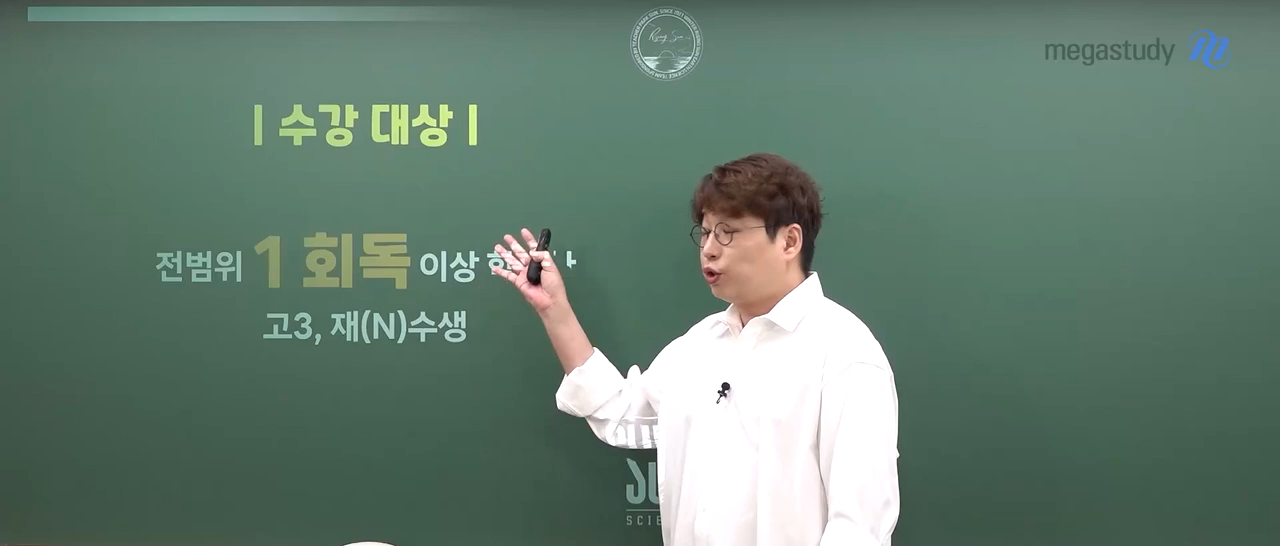 megastudy
| 수강 대상 |
전범위 1 회독 이상
고3, 재(N)수생